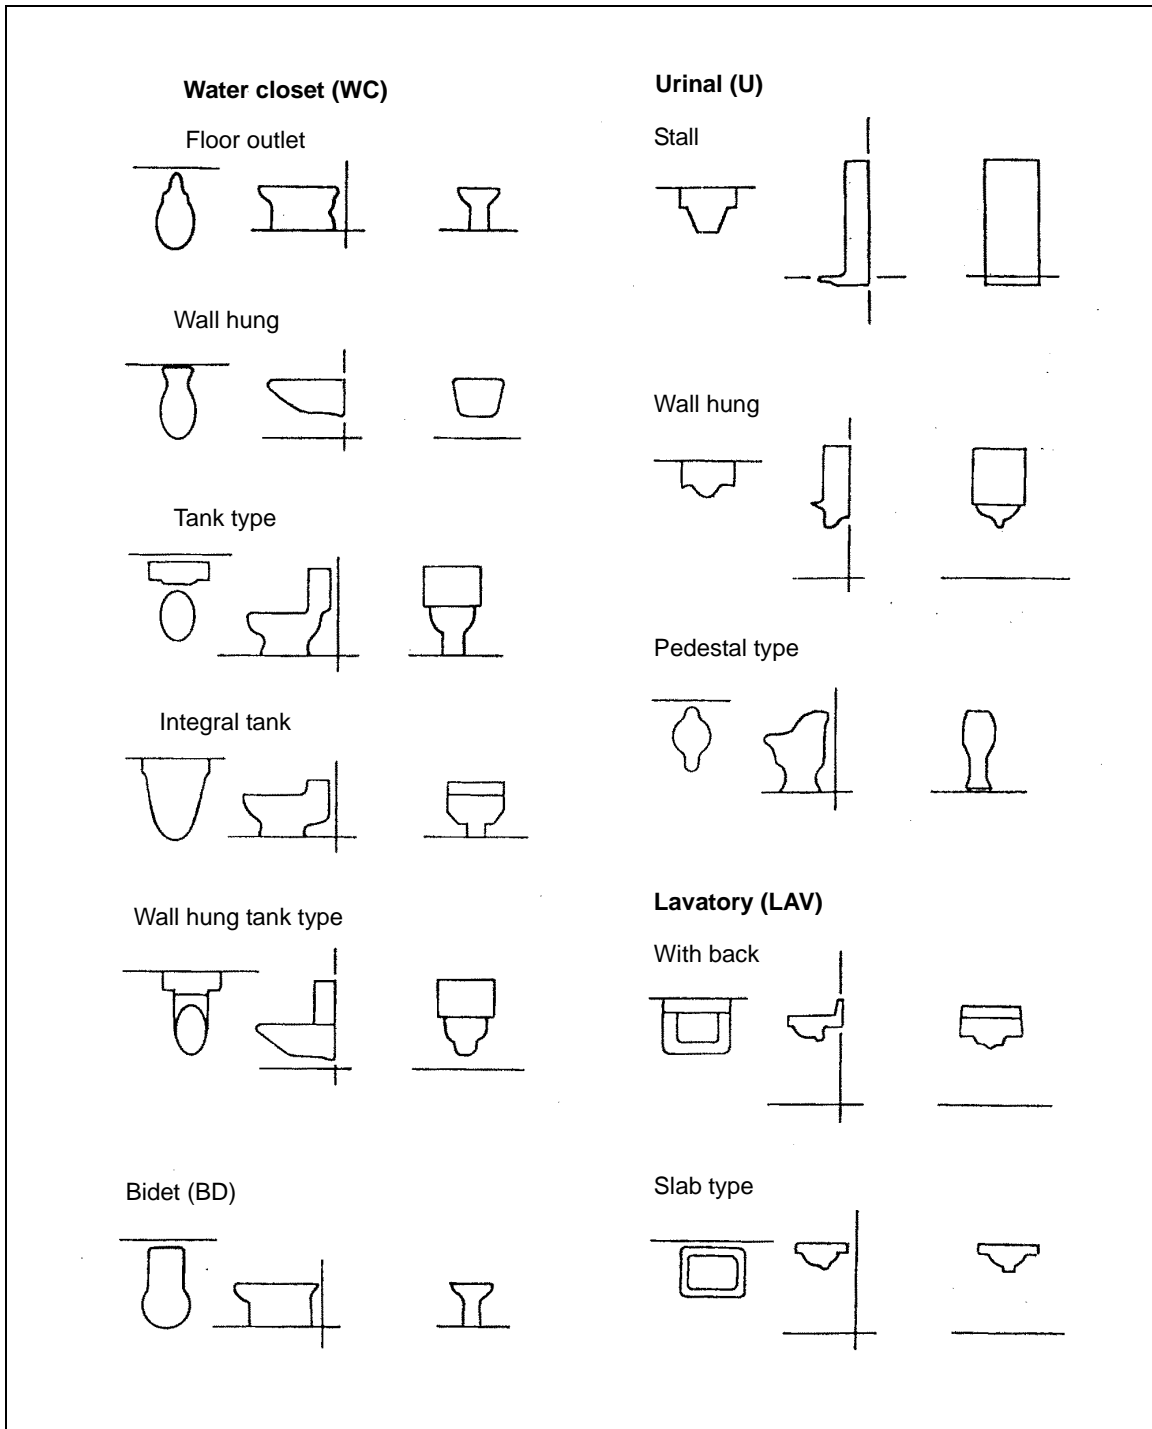 Water closet (WC)
Floor outlet
Wall hung
Tank type
Integral tank
Wall hung tank type
Bidet (BD)
Urinal (U)
Stall
Wall hung
Pedestal type
Lavatory (LAV)
With back
Slab type